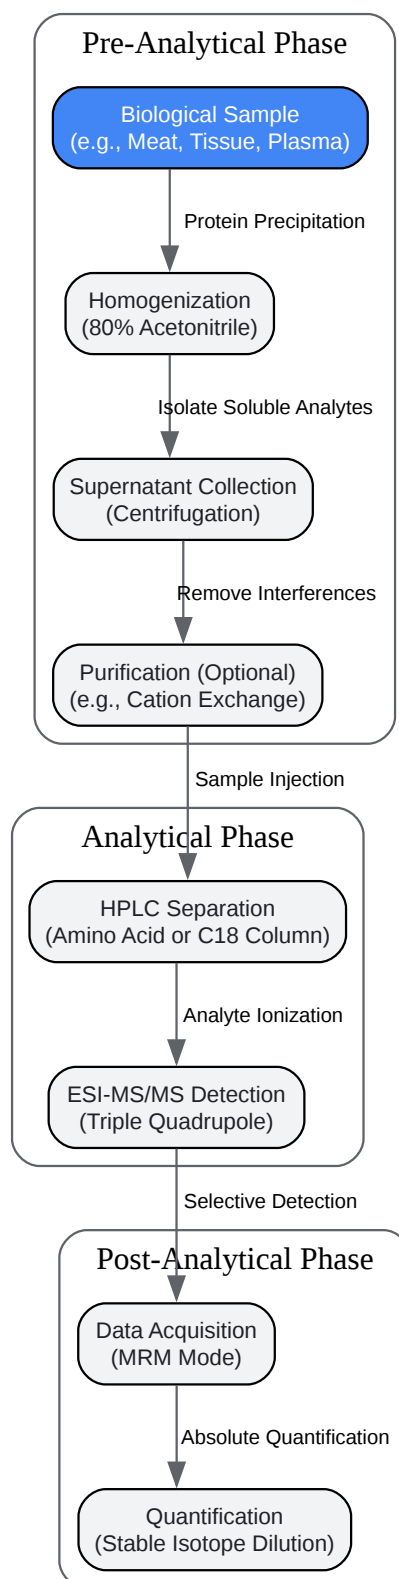 Pre-Analytical Phase
Biological Sample
(e.g., Meat, Tissue, Plasma)
Protein Precipitation
Homogenization
(80% Acetonitrile)
Isolate Soluble Analytes
Supernatant Collection
(Centrifugation)
Remove Interferences
Purification (Optional)
(e.g., Cation Exchange)
Sample Injection
Analytical Phase
HPLC Separation
(Amino Acid or C18 Column)
Analyte Ionization
ESI-MS/MS Detection
(Triple Quadrupole)
Selective Detection
Post-Analytical Phase
Data Acquisition
(MRM Mode)
Absolute Quantification
Quantification
(Stable Isotope Dilution)